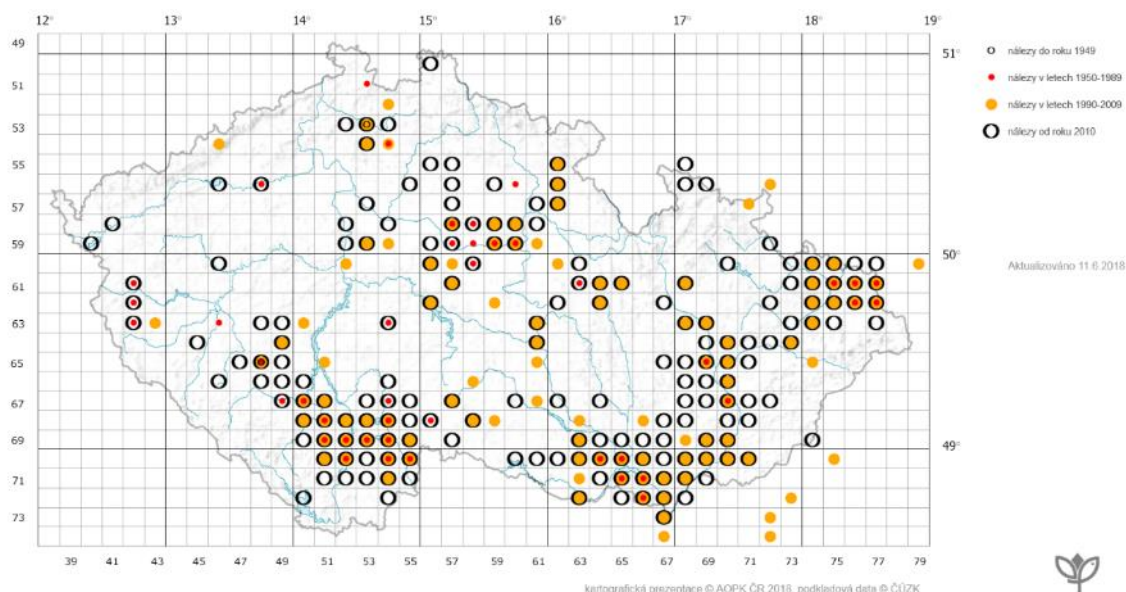 12° 13° 14° 15° 16° 17° 18° 19°
49 51°
51
53
55
57
59 50°
61
63
65
67
69 49°
71
73
39 41 43 45 47 49 51 53 55 57 59 61 63 65 67 69 71 73 75 77 79
nálezy do roku 1949
nálezy v letech 1950-1989
nálezy v letech 1990-2009
nálezy od roku 2010
Aktualizováno 11.6.2018
kartografická prezentace © AOPK ČR 2018, podkladová data © ČÚZK